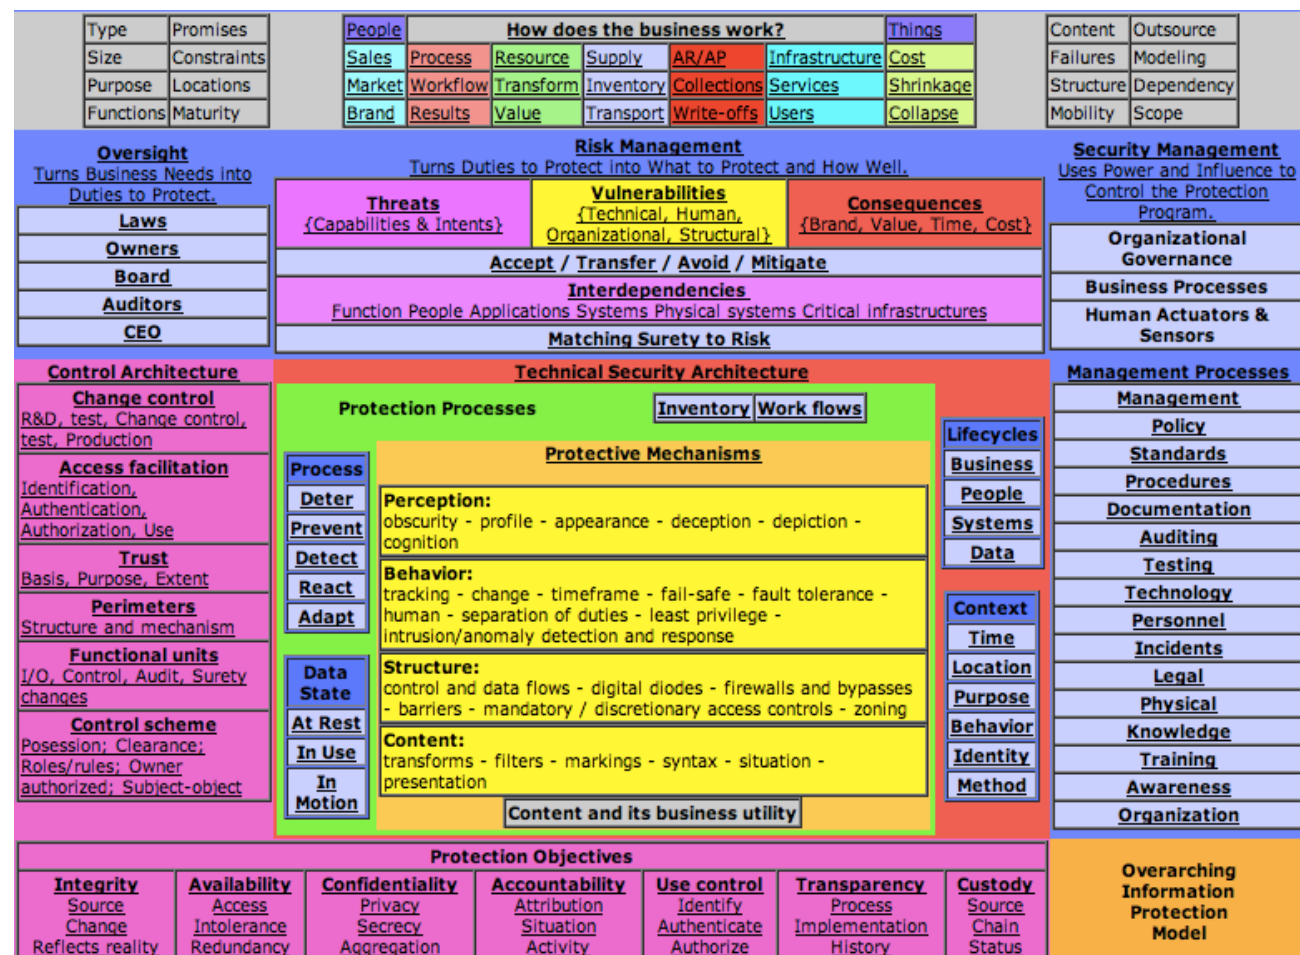 Type Promises
Size Constraints
Purpose Locations
Functions Maturity
People How does the business work? Things
Sales Process Resource Supply AR/AP Infrastructure Cost
Market Workflow Transform Inventory Collections Services Shrinkage
Brand Results Value Transport Write-offs Users Collapse
Content Outsource
Failures Modeling
Structure Dependency
Mobility Scope
Oversight
Turns Business Needs into
Duties to Protect.
Laws
Owners
Board
Auditors
CEO
Risk Management
Turns Duties to Protect into What to Protect and How Well.
Threats
{Capabilities & Intents}
Vulnerabilities
{Technical, Human,
Organizational, Structural}
Consequences
{Brand, Value, Time, Cost}
Accept / Transfer / Avoid / Mitigate
Interdependencies
Function People Applications Systems Physical systems Critical infrastructures
Matching Surety to Risk
Security Management
Uses Power and Influence to
Control the Protection
Program.
Organizational
Governance
Business Processes
Human Actuators &
Sensors
Control Architecture
Change control
R&D, test, Change control,
test, Production
Access facilitation
Identification,
Authentication,
Authorization, Use
Trust
Basis, Purpose, Extent
Perimeters
Structure and mechanism
Functional units
I/O, Control, Audit, Surety
changes
Control scheme
Posession; Clearance;
Roles/rules; Owner
authorized; Subject-object
Technical Security Architecture
Protection Processes
Inventory Work flows
Process
Deter
Prevent
Detect
React
Adapt
Data
State
At Rest
In Use
In
Motion
Protective Mechanisms
Perception:
obscurity - profile - appearance - deception - depiction -
cognition
Behavior:
tracking - change - timeframe - fail-safe - fault tolerance -
human - separation of duties - least privilege -
intrusion/anomaly detection and response
Structure:
control and data flows - digital diodes - firewalls and bypasses
- barriers - mandatory / discretionary access controls - zoning
Content:
transforms - filters - markings - syntax - situation -
presentation
Content and its business utility
Lifecycles
Business
People
Systems
Data
Context
Time
Location
Purpose
Behavior
Identity
Method
Management Processes
Management
Policy
Standards
Procedures
Documentation
Auditing
Testing
Technology
Personnel
Incidents
Legal
Physical
Knowledge
Training
Awareness
Organization
Protection Objectives
Integrity Availability Confidentiality Accountability Use control Transparency Custody
Source Access Privacy Attribution Identify Process Source
Change Intolerance Secrecy Situation Authenticate Implementation Chain
Reflects reality Redundancy Aggregation Activity Authorize History Status
Overarching
Information
Protection
Model